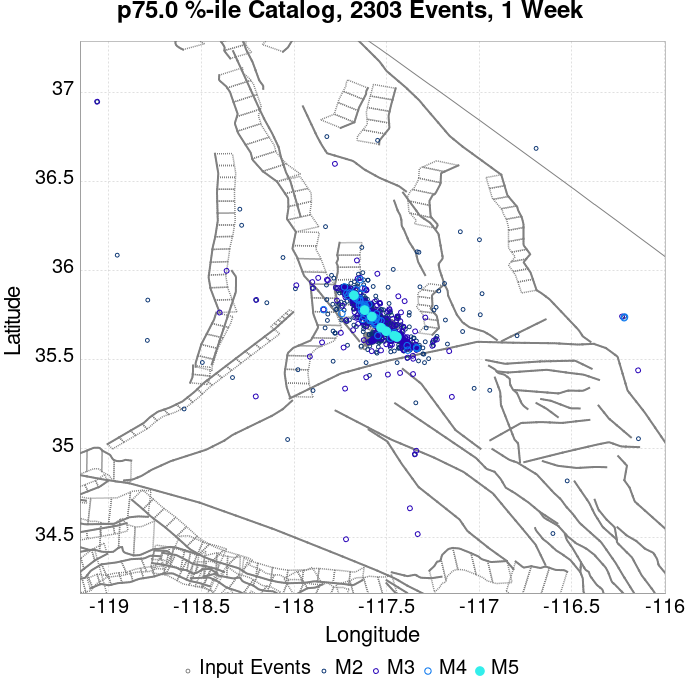 p75.0 %-ile Catalog, 2303 Events, 1 Week
37
36.5
36
35.5
35
34.5
Latitude
-119
-118.5
-118
-117.5
-117
-116.5
-116
Longitude
Input Events
M2
M3
M4
M5